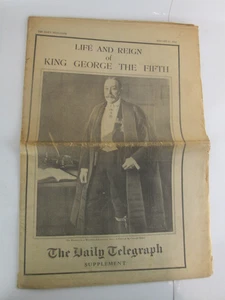 LIFE AND REIGN
of
KING GEORGE THE FIFTH
The Daily Telegraph
SUPPLEMENT